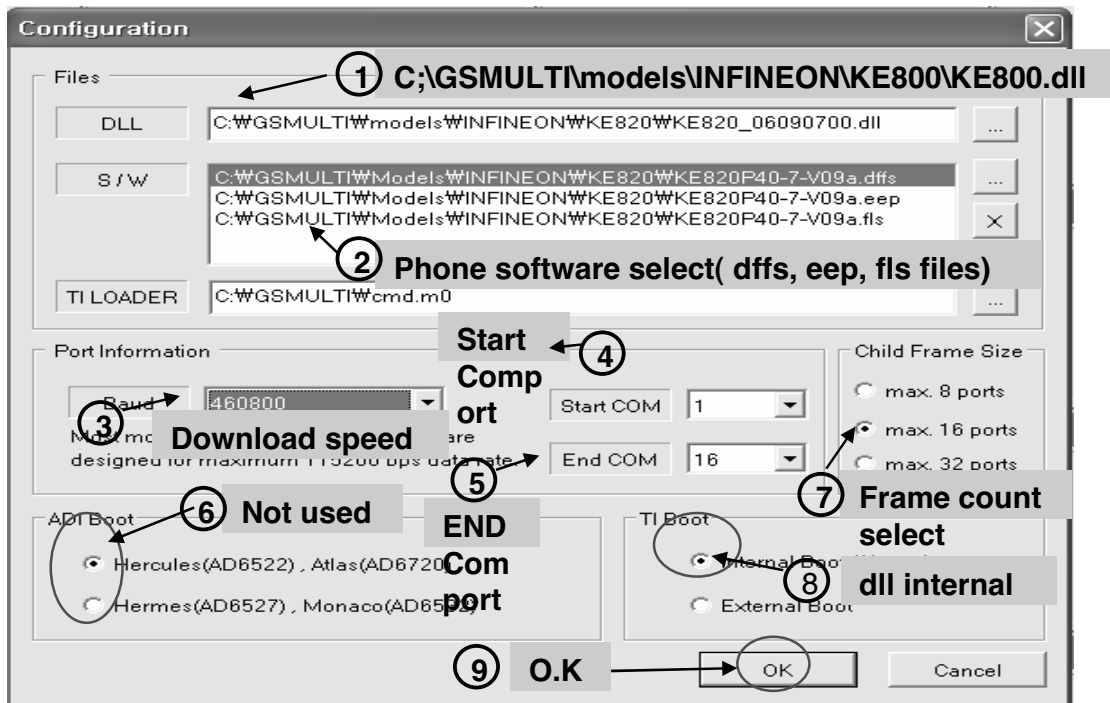 Configuration
Files
① C;\GSMULTI\models\INFINEON\KE800\KE800.dll
DLL
C:₩GSMULTI₩models₩INFINEON₩KE820₩KE820_06090700.dll
...
S/W
C:₩GSMULTI₩Models₩INFINEON₩KE820₩KE820P40-7-V09a.dffs
...
C:₩GSMULTI₩Models₩INFINEON₩KE820₩KE820P40-7-V09a.eep
C:₩GSMULTI₩Models₩INFINEON₩KE820₩KE820P40-7-V09a.fls
×
② Phone software select( dffs, eep, fls files)
TI LOADER
C:₩GSMULTI₩cmd.m0
...
Port Information
Start
Comp
ort
④
Baud
460800
③ Download speed
designed for maximum 115200 bps data rate.
Start COM
1
End COM
16
⑤
END
Com
port
Child Frame Size
max. 8 ports
max. 16 ports
max. 32 ports
⑦ Frame count
select
ADI Boot
⑥ Not used
Hercules(AD6522) , Atlas(AD6720)
Hermes(AD6527) , Monaco
TI Boot
Internal Boot
⑧ dll internal
External Boot
⑨ O.K
OK
Cancel